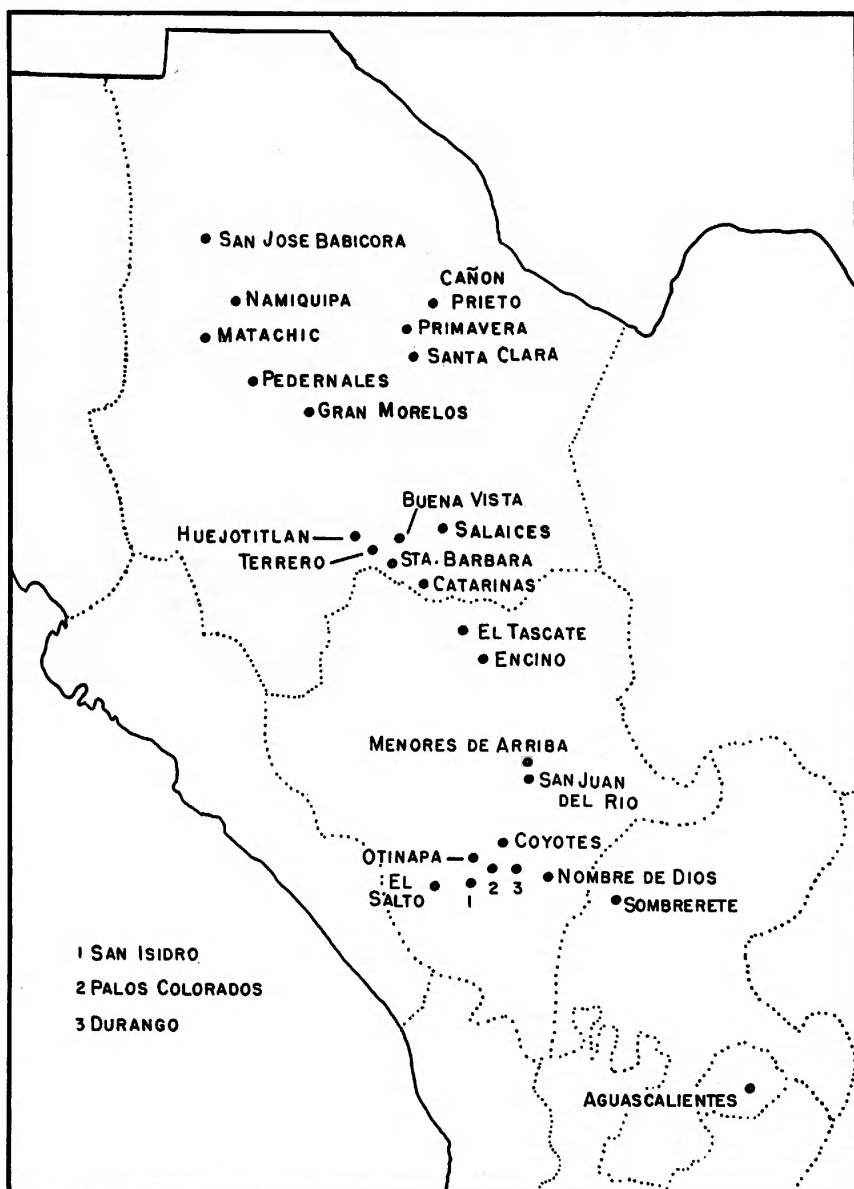 SAN JOSE BABICORA
CAÑON
PRIETO
NAMIQUIPA
PRIMAVERA
MATACHIC
SANTA CLARA
PEDERNALES
GRAN MORELOS
BUENA VISTA
HUEJOTITLAN
SALAICES
TERRERO
STA. BARBARA
CATARINAS
EL TASCATE
ENCINO
MENORES DE ARRIBA
SAN JUAN
DEL RIO
COYOTES
OTINAPA
EL
SALTO
1
2
3
NOMBRE DE DIOS
SOMBRERETE
1 SAN ISIDRO
2 PALOS COLORADOS
3 DURANGO
AGUASCALIENTES